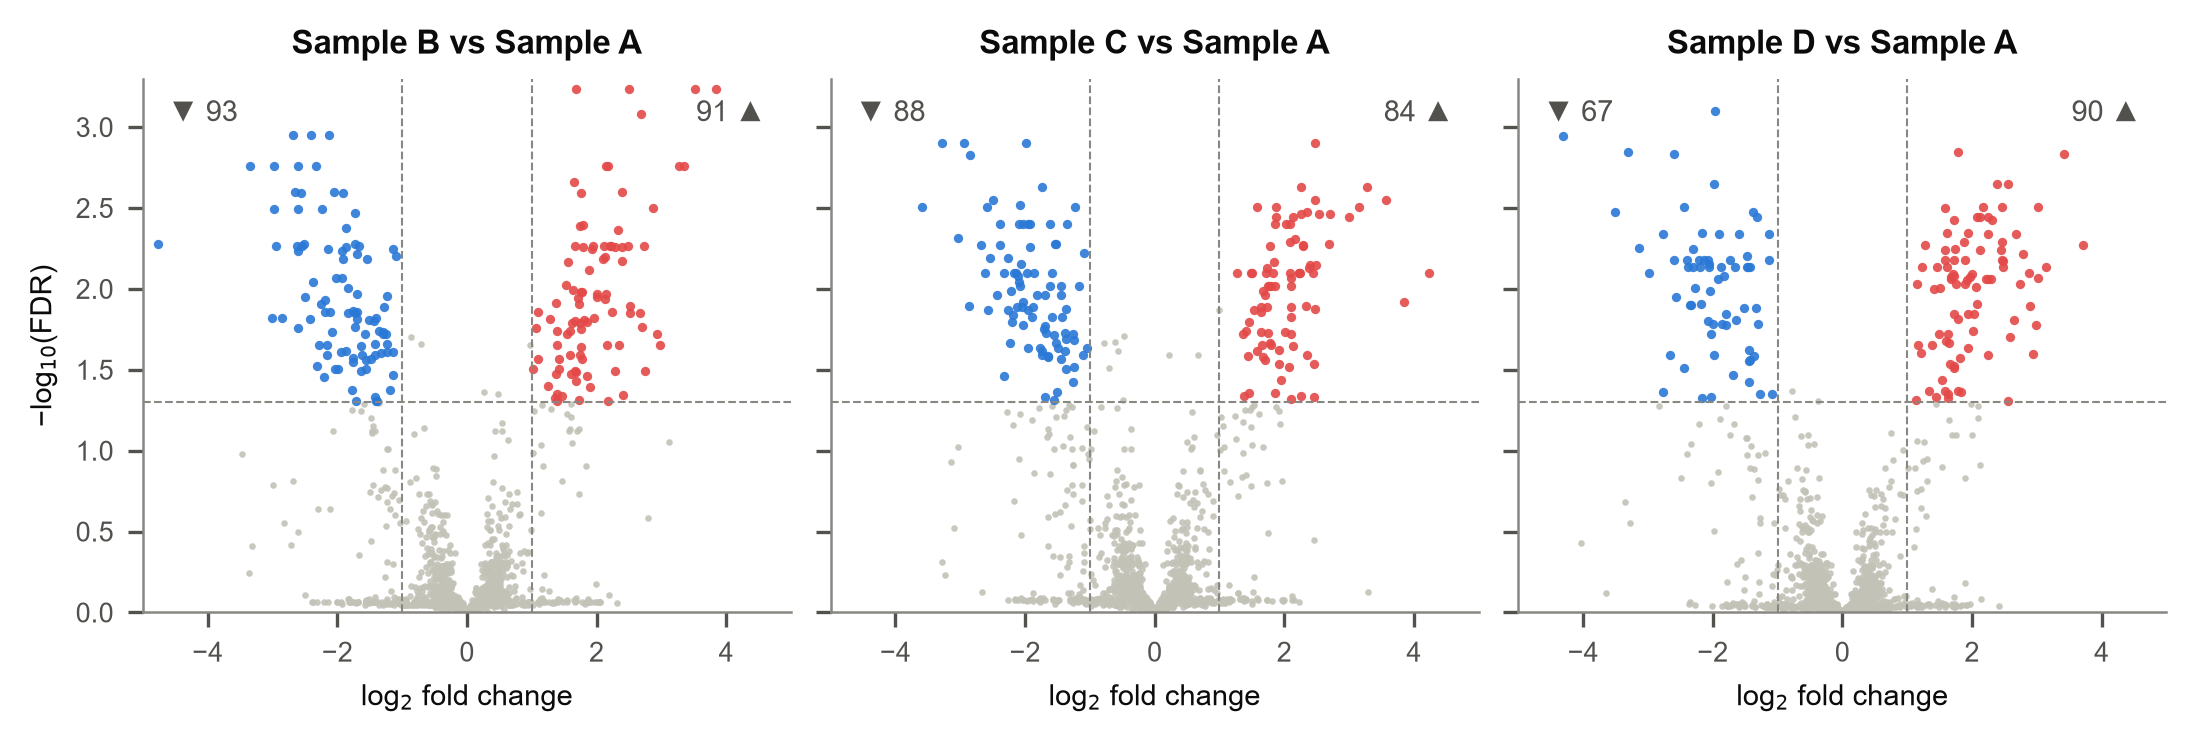 Sample B vs Sample A
Sample C vs Sample A
Sample D vs Sample A
▼ 93
91 ▲
▼ 88
84 ▲
▼ 67
90 ▲
−log₁₀(FDR)
3.0
2.5
2.0
1.5
1.0
0.5
0.0
−4 −2 0 2 4
−4 −2 0 2 4
−4 −2 0 2 4
log₂ fold change
log₂ fold change
log₂ fold change